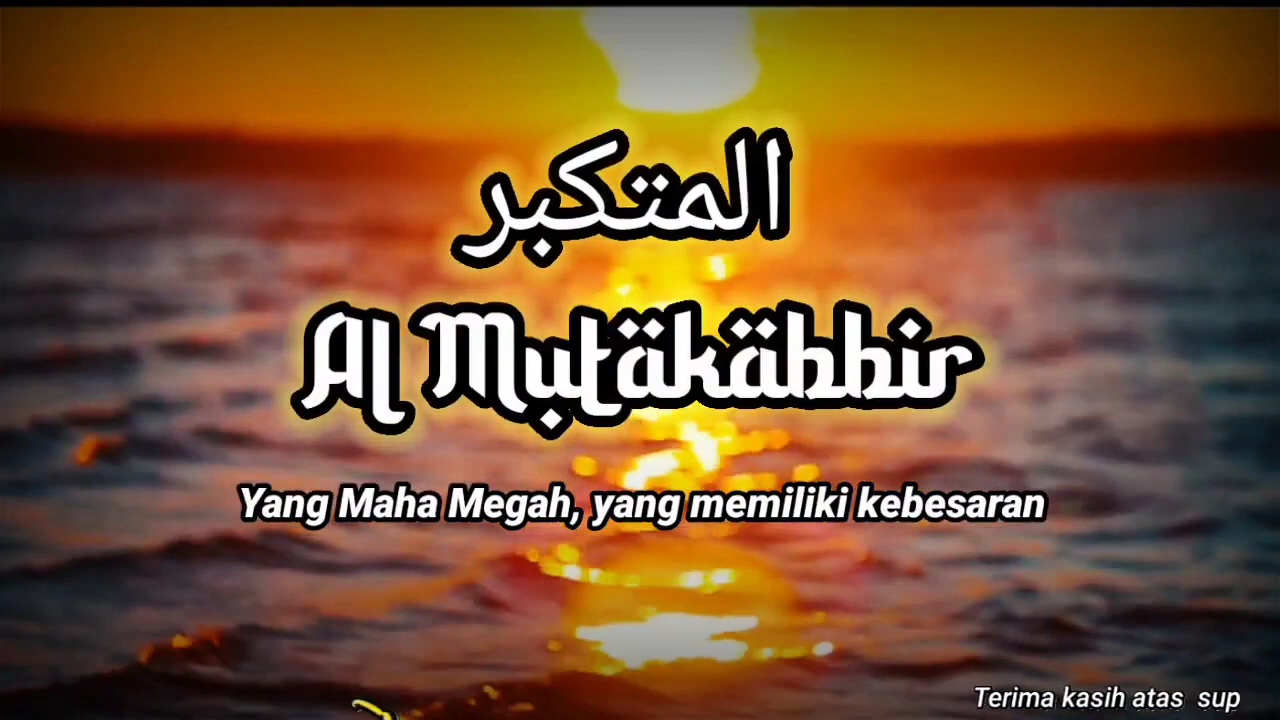 المتكبر
Al Mutäkäbbir
Yang Maha Megah, yang memiliki kebesaran
Terima kasih atas sup